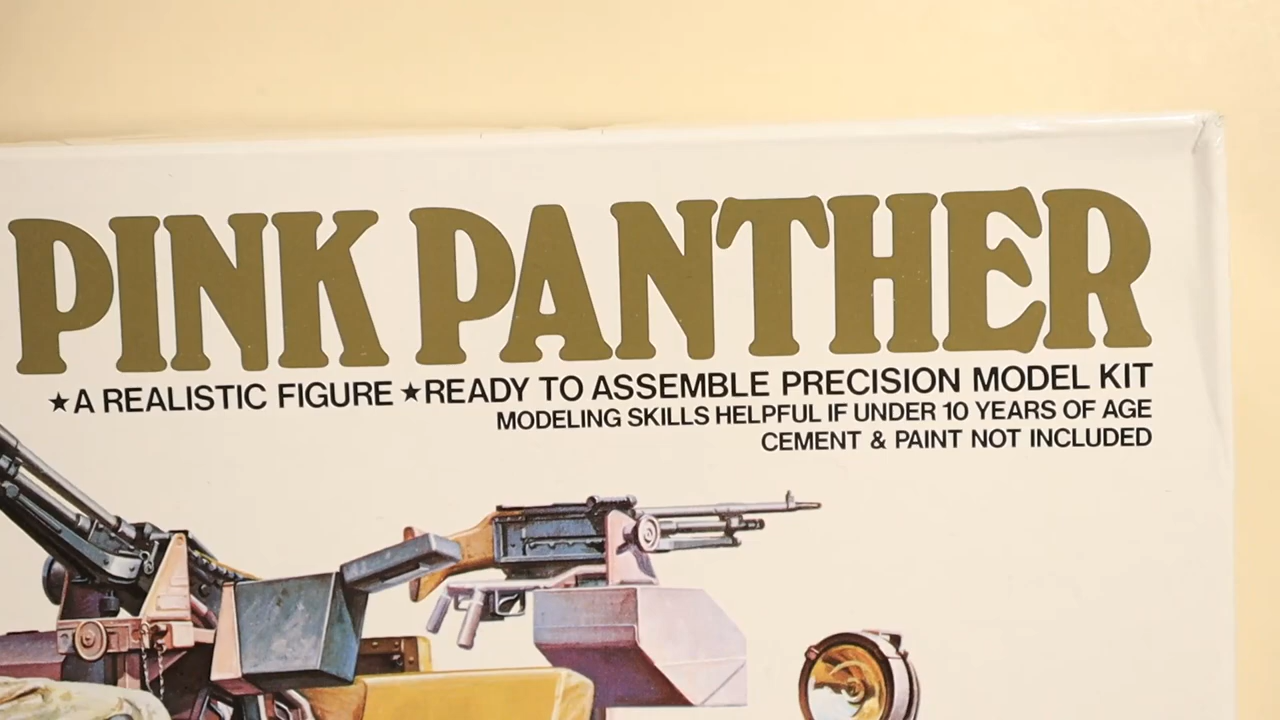 PINK PANTHER
★A REALISTIC FIGURE ★READY TO ASSEMBLE PRECISION MODEL KIT
MODELING SKILLS HELPFUL IF UNDER 10 YEARS OF AGE
CEMENT & PAINT NOT INCLUDED